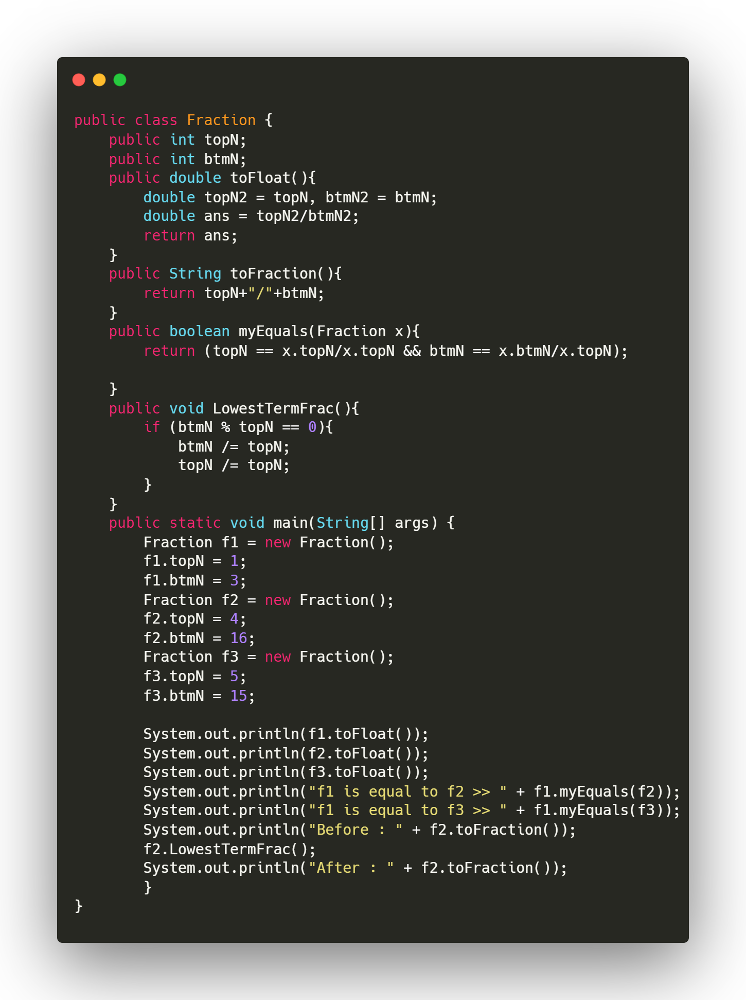 public class Fraction {
    public int topN;
    public int btmN;
    public double toFloat(){
        double topN2 = topN, btmN2 = btmN;
        double ans = topN2/btmN2;
        return ans;
    }
    public String toFraction(){
        return topN+"/"+btmN;
    }
    public boolean myEquals(Fraction x){
        return (topN == x.topN/x.topN && btmN == x.btmN/x.topN);

    }
    public void LowestTermFrac(){
        if (btmN % topN == 0){
            btmN /= topN;
            topN /= topN;
        }
    }
    public static void main(String[] args) {
        Fraction f1 = new Fraction();
        f1.topN = 1;
        f1.btmN = 3;
        Fraction f2 = new Fraction();
        f2.topN = 4;
        f2.btmN = 16;
        Fraction f3 = new Fraction();
        f3.topN = 5;
        f3.btmN = 15;

        System.out.println(f1.toFloat());
        System.out.println(f2.toFloat());
        System.out.println(f3.toFloat());
        System.out.println("f1 is equal to f2 >> " + f1.myEquals(f2));
        System.out.println("f1 is equal to f3 >> " + f1.myEquals(f3));
        System.out.println("Before : " + f2.toFraction());
        f2.LowestTermFrac();
        System.out.println("After : " + f2.toFraction());
        }
}